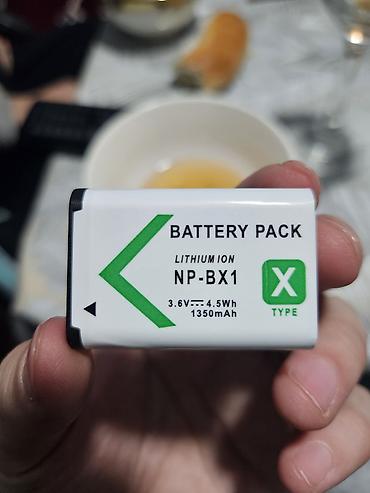 BATTERY PACK
LITHIUM ION
NP-BX1
3.6V⎓ 4.5Wh
1350mAh
X
TYPE